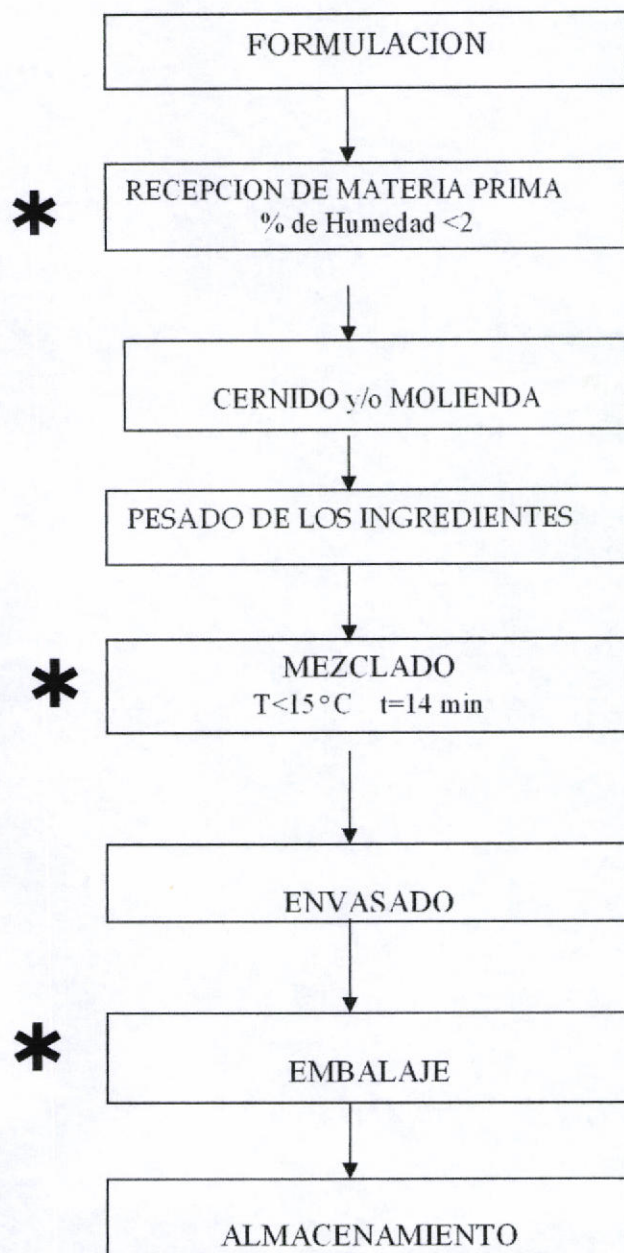 FORMULACION
* RECEPCION DE MATERIA PRIMA
% de Humedad <2
CERNIDO y/o MOLIENDA
PESADO DE LOS INGREDIENTES
* MEZCLADO
T<15°C t=14 min
ENVASADO
* EMBALAJE
ALMACENAMIENTO